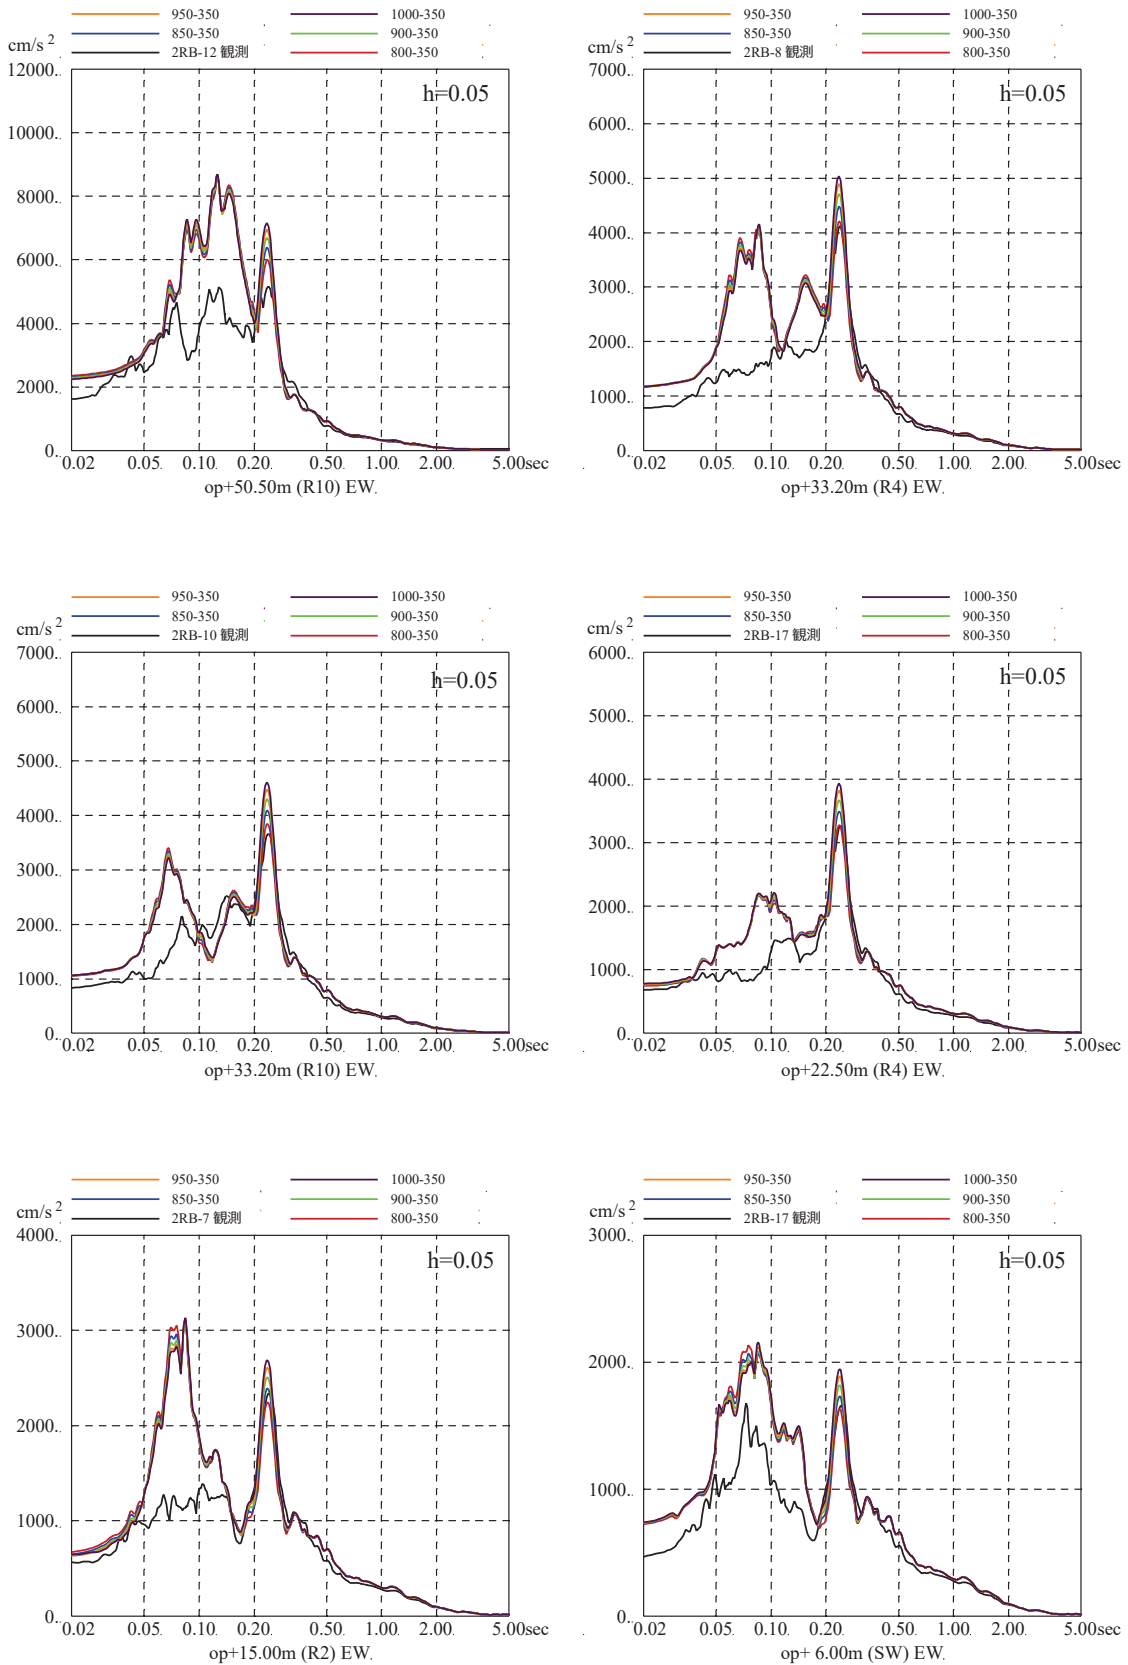 950-350 1000-350
850-350 900-350
2RB-12 観測 800-350
cm/s 2
h=0.05
12000.
10000.
8000.
6000.
4000.
2000.
0.
0.02 0.05 0.10 0.20 0.50 1.00 2.00 5.00sec
op+50.50m (R10) EW.
950-350 1000-350
850-350 900-350
2RB-8 観測 800-350
cm/s 2
h=0.05
7000.
6000.
5000.
4000.
3000.
2000.
1000.
0.
0.02 0.05 0.10 0.20 0.50 1.00 2.00 5.00sec
op+33.20m (R4) EW.
950-350 1000-350
850-350 900-350
2RB-10 観測 800-350
cm/s 2
h=0.05
7000.
6000.
5000.
4000.
3000.
2000.
1000.
0.
0.02 0.05 0.10 0.20 0.50 1.00 2.00 5.00sec
op+33.20m (R10) EW.
950-350 1000-350
850-350 900-350
2RB-17 観測 800-350
cm/s 2
h=0.05
6000.
5000.
4000.
3000.
2000.
1000.
0.
0.02 0.05 0.10 0.20 0.50 1.00 2.00 5.00sec
op+22.50m (R4) EW.
950-350 1000-350
850-350 900-350
2RB-7 観測 800-350
cm/s 2
h=0.05
4000.
3000.
2000.
1000.
0.
0.02 0.05 0.10 0.20 0.50 1.00 2.00 5.00sec
op+15.00m (R2) EW.
950-350 1000-350
850-350 900-350
2RB-17 観測 800-350
cm/s 2
h=0.05
3000.
2000.
1000.
0.
0.02 0.05 0.10 0.20 0.50 1.00 2.00 5.00sec
op+ 6.00m (SW) EW.